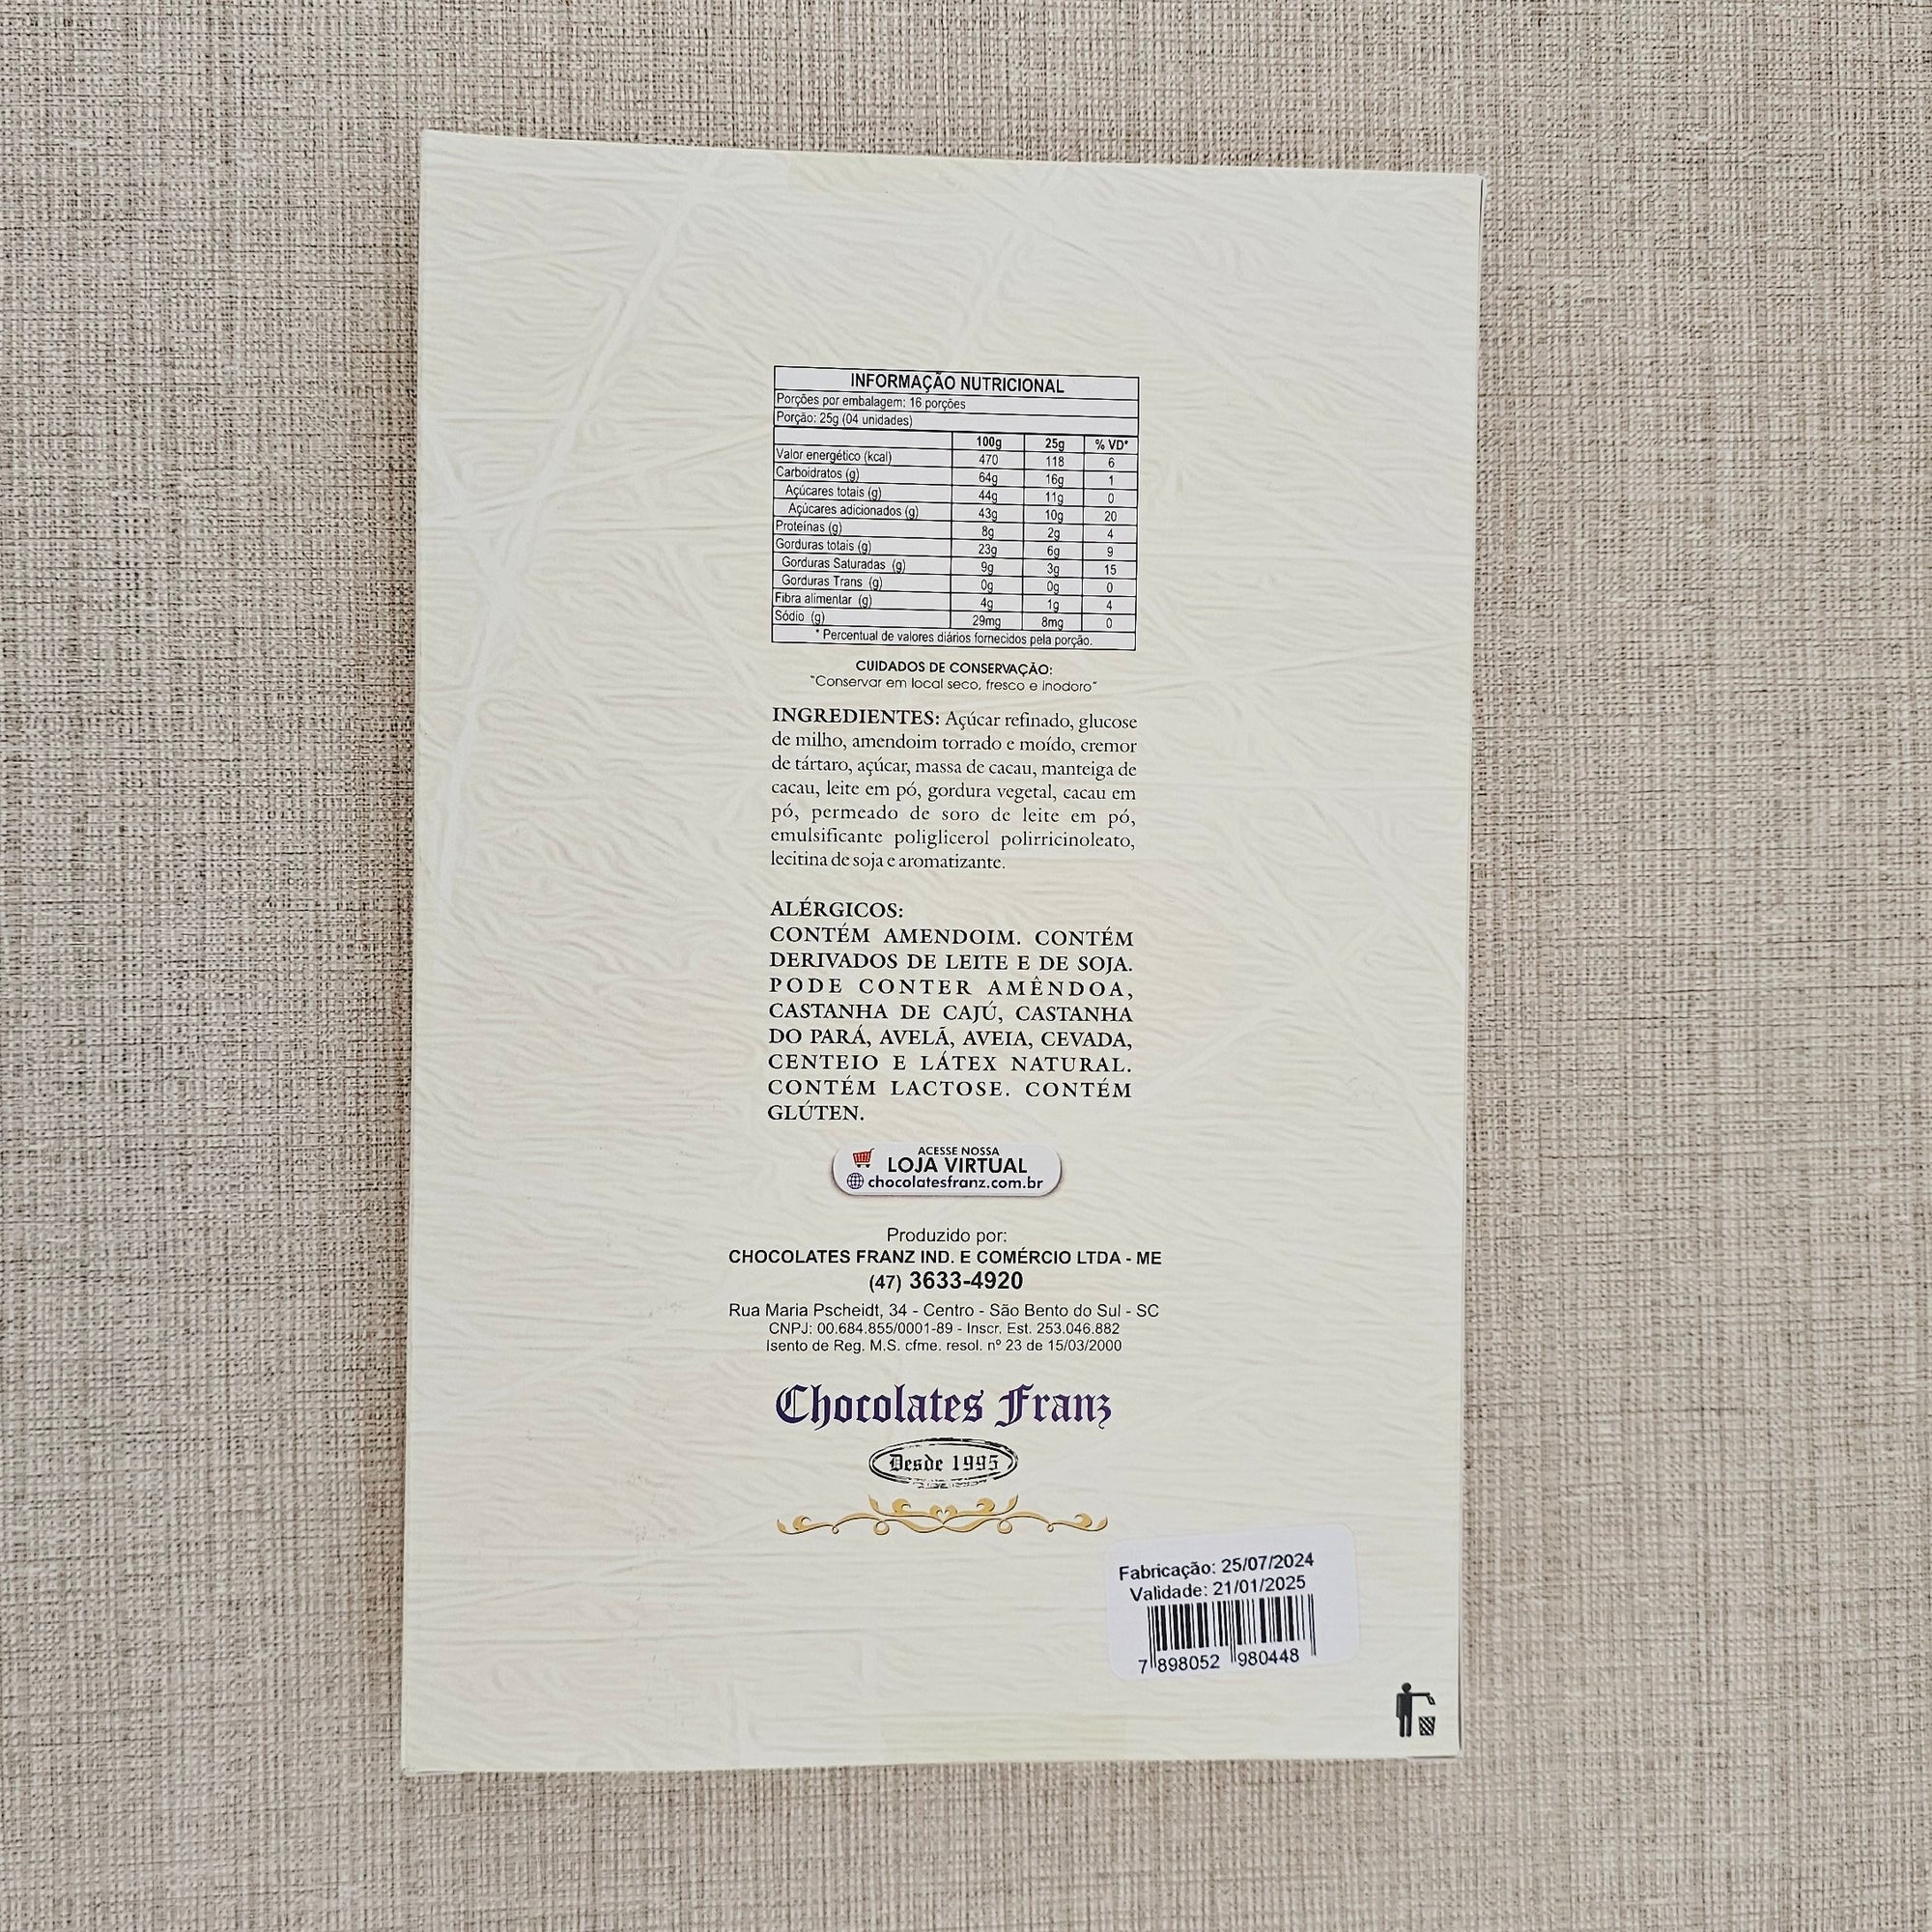 INFORMAÇÃO NUTRICIONAL
Porções por embalagem: 16 porções
Porção: 25g (04 unidades)
100g 25g % VD*
Valor energético (kcal) 470 118 6
Carboidratos (g) 64g 16g 1
Açúcares totais (g) 44g 11g 0
Açúcares adicionados (g) 43g 10g 20
Proteínas (g) 8g 2g 4
Gorduras totais (g) 23g 6g 9
Gorduras Saturadas (g) 9g 3g 15
Gorduras Trans (g) 0g 0g 0
Fibra alimentar (g) 4g 1g 4
Sódio (g) 29mg 8mg 0
* Percentual de valores diários fornecidos pela porção.
CUIDADOS DE CONSERVAÇÃO:
"Conservar em local seco, fresco e inodoro"
INGREDIENTES: Açúcar refinado, glucose
de milho, amendoim torrado e moído, cremor
de tártaro, açúcar, massa de cacau, manteiga de
cacau, leite em pó, gordura vegetal, cacau em
pó, permeado de soro de leite em pó,
emulsificante poliglicerol polirricinoleato,
lecitina de soja e aromatizante.
ALÉRGICOS:
CONTÉM AMENDOIM. CONTÉM
DERIVADOS DE LEITE E DE SOJA.
PODE CONTER AMÊNDOA,
CASTANHA DE CAJÚ, CASTANHA
DO PARÁ, AVELÃ, AVEIA, CEVADA,
CENTEIO E LÁTEX NATURAL.
CONTÉM LACTOSE. CONTÉM
GLÚTEN.
ACESSE NOSSA
LOJA VIRTUAL
chocolatesfranz.com.br
Produzido por:
CHOCOLATES FRANZ IND. E COMÉRCIO LTDA - ME
(47) 3633-4920
Rua Maria Pscheidt, 34 - Centro - São Bento do Sul - SC
CNPJ: 00.684.855/0001-89 - Inscr. Est. 253.046.882
Isento de Reg. M.S. cfme. resol. nº 23 de 15/03/2000
Chocolates Franz
Desde 1995
Fabricação: 25/07/2024
Validade: 21/01/2025
7 898052 980448